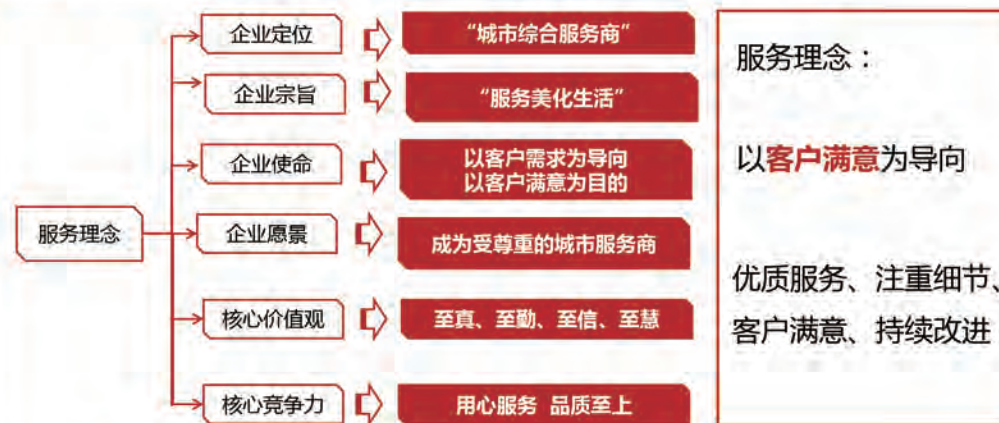 服务理念
企业定位
“城市综合服务商”
企业宗旨
“服务美化生活”
企业使命
以客户需求为导向
以客户满意为目的
企业愿景
成为受尊重的城市服务商
核心价值观
至真、至勤、至信、至慧
核心竞争力
用心服务 品质至上
服务理念：
以客户满意为导向
优质服务、注重细节、
客户满意、持续改进